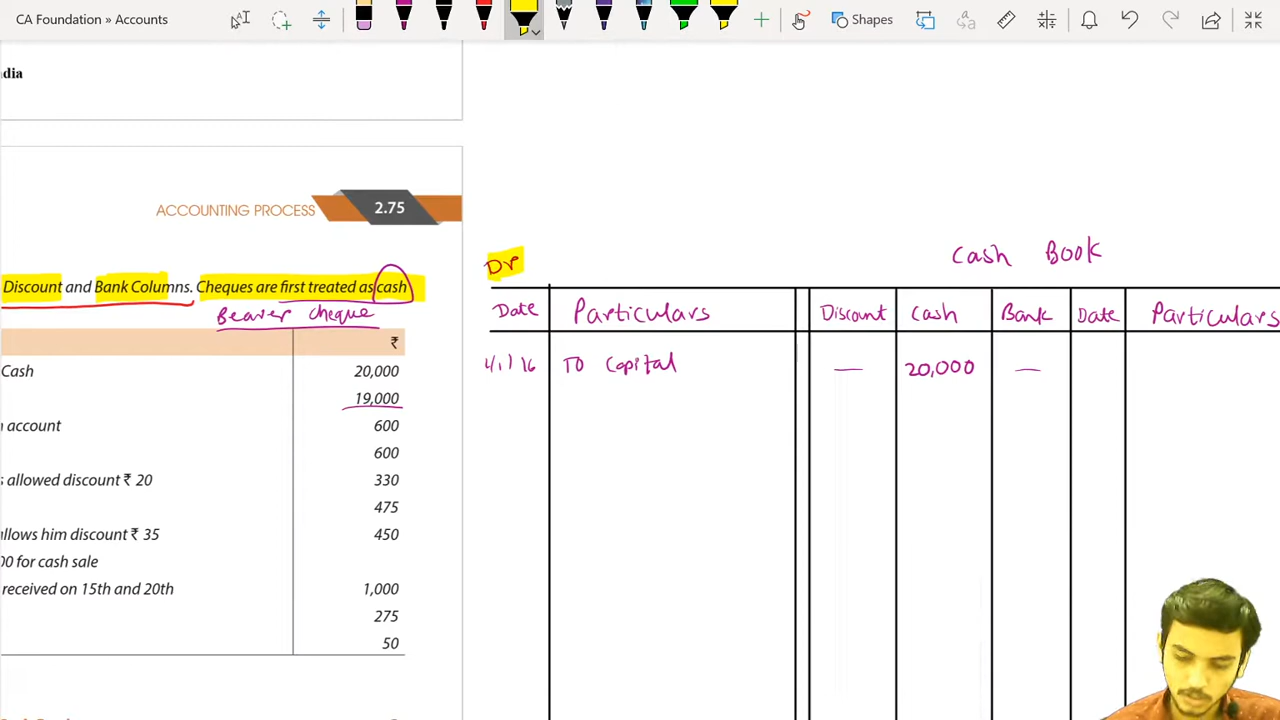 CA Foundation » Accounts
Shapes
dia
ACCOUNTING PROCESS 2.75
Discount and Bank Columns. Cheques are first treated as cash
Bearer cheque
₹
Cash 20,000
19,000
n account 600
600
s allowed discount ₹ 20 330
475
allows him discount ₹ 35 450
00 for cash sale
received on 15th and 20th 1,000
275
50
Cash Book
Dr
Date Particulars Discount Cash Bank Date Particulars
4/1/16 TO Capital — 20,000 —